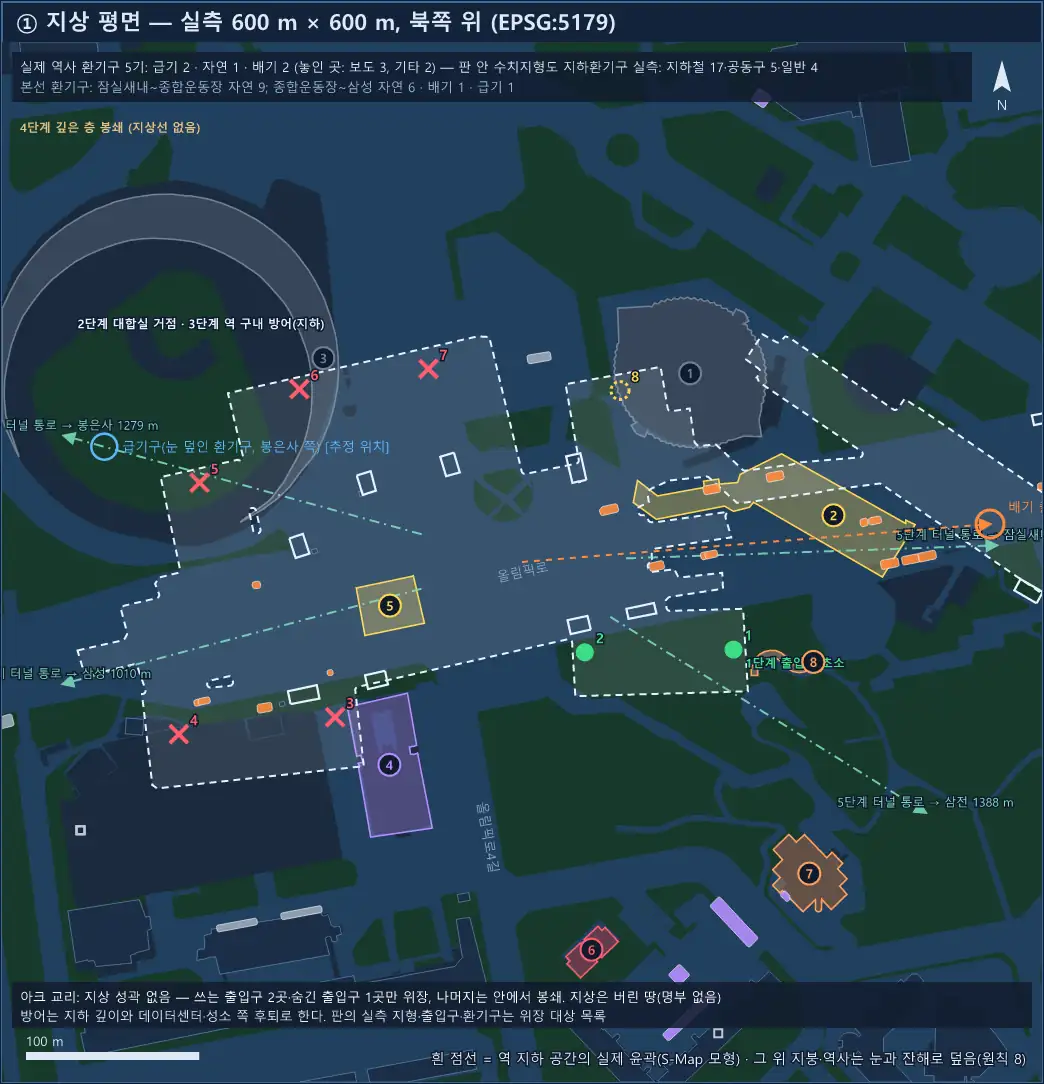 ① 지상 평면 — 실측 600 m × 600 m, 북쪽 위 (EPSG:5179)
실제 역사 환기구 5기: 급기 2 · 자연 1 · 배기 2 (놓인 곳: 보도 3, 기타 2) — 판 안 수치지형도 지하환기구 실측: 지하철 17·공동구 5·일반 4
본선 환기구: 잠실새내~종합운동장 자연 9; 종합운동장~삼성 자연 6 · 배기 1 · 급기 1
N
4단계 깊은 층 봉쇄 (지상선 없음)
2단계 대합실 거점 · 3단계 역 구내 방어(지하)
3
6
7
8
1
터널 통로 → 봉은사 1279 m
급기구(눈 덮인 환기구, 봉은사 쪽) [추정 위치]
5
2
배기
5단계 터널 통로 → 잠실새
올림픽로
5
2
1
1단계 출입 초소
8
터널 통로 → 삼성 1010 m
4
3
4
5단계 터널 통로 → 삼전 1388 m
올림픽로4길
7
6
아크 교리: 지상 성곽 없음 — 쓰는 출입구 2곳·숨긴 출입구 1곳만 위장, 나머지는 안에서 봉쇄. 지상은 버린 땅(명부 없음)
방어는 지하 깊이와 데이터센터·성소 쪽 후퇴로 한다. 판의 실측 지형·출입구·환기구는 위장 대상 목록
100 m
흰 점선 = 역 지하 공간의 실제 윤곽(S-Map 모형) · 그 위 지붕·역사는 눈과 잔해로 덮음(원칙 8)